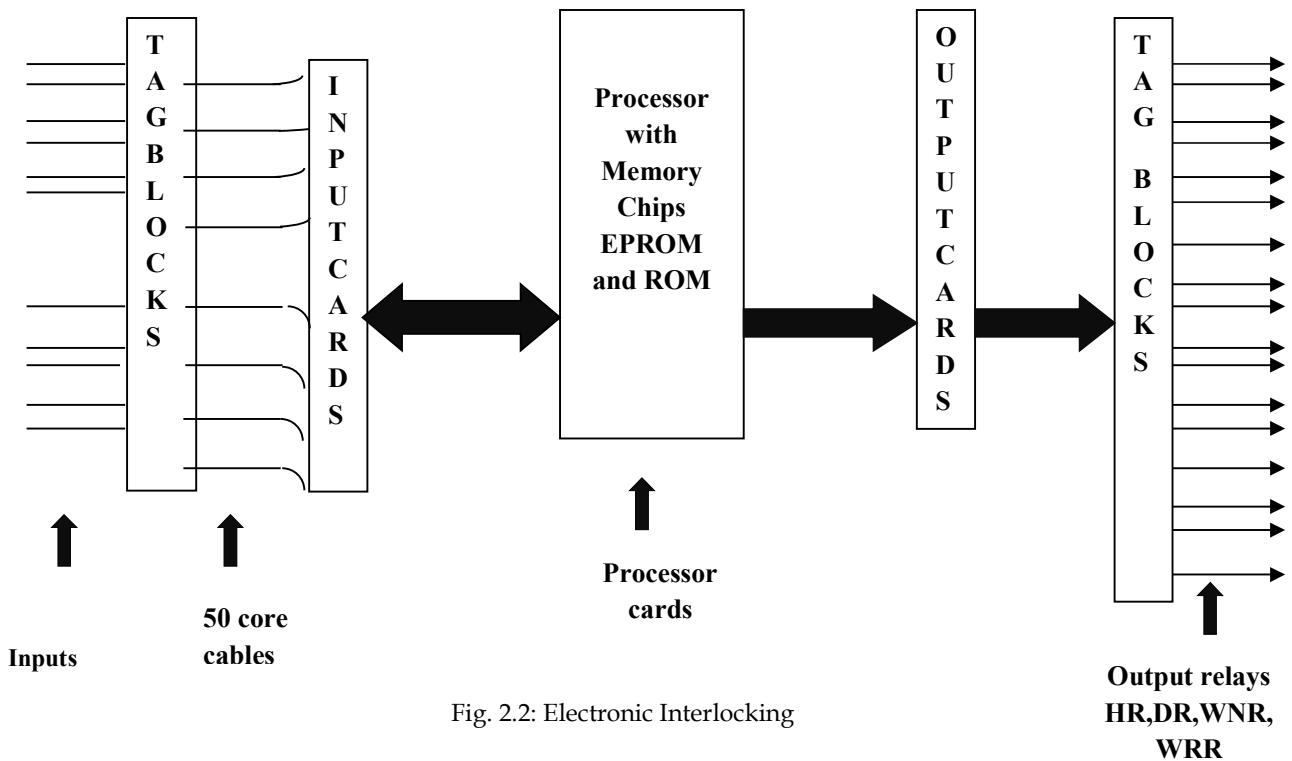 T
A
G
B
L
O
C
K
S
I
N
P
U
T
C
A
R
D
S
Processor
with
Memory
Chips
EPROM
and ROM
O
U
T
P
U
T
C
A
R
D
S
T
A
G
B
L
O
C
K
S
Inputs
50 core
cables
Processor
cards
Output relays
HR,DR,WNR,
WRR
Fig. 2.2: Electronic Interlocking